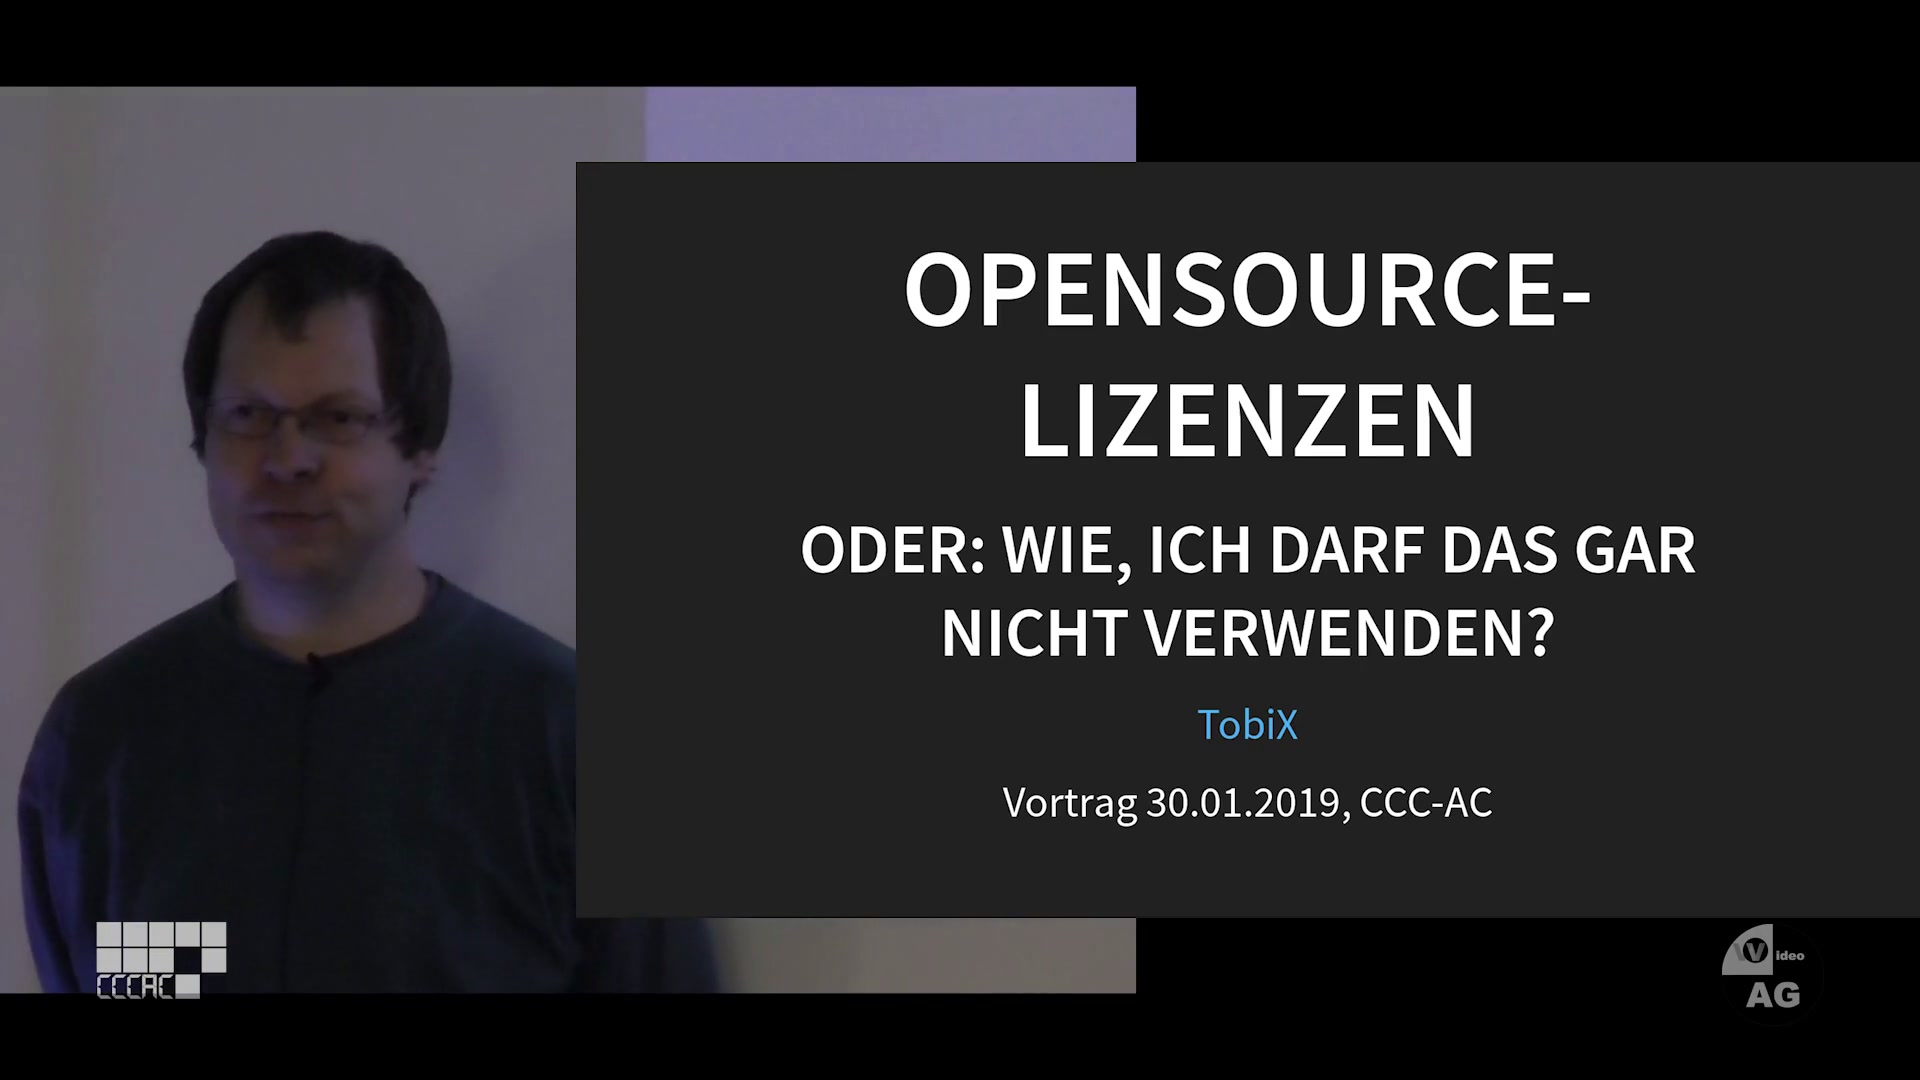 OPENSOURCE-
LIZENZEN
ODER: WIE, ICH DARF DAS GAR
NICHT VERWENDEN?
TobiX
Vortrag 30.01.2019, CCC-AC
CCCAC
Video
AG